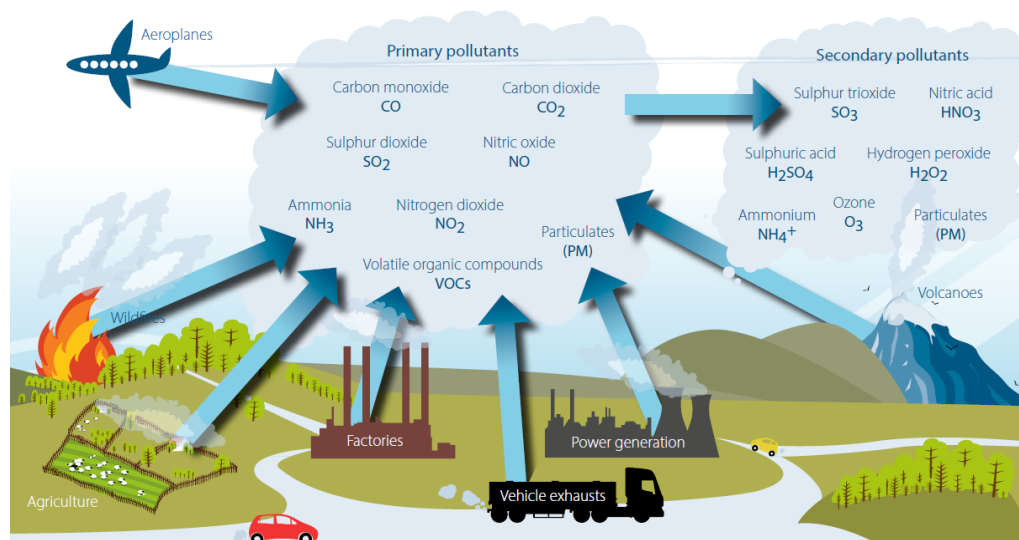 Aeroplanes
Primary pollutants
Carbon monoxide
CO
Carbon dioxide
CO₂
Sulphur dioxide
SO₂
Nitric oxide
NO
Ammonia
NH₃
Nitrogen dioxide
NO₂
Particulates
(PM)
Volatile organic compounds
VOCs
Secondary pollutants
Sulphur trioxide
SO₃
Nitric acid
HNO₃
Sulphuric acid
H₂SO₄
Hydrogen peroxide
H₂O₂
Ammonium
NH₄⁺
Ozone
O₃
Particulates
(PM)
Wildfires
Volcanoes
Factories
Power generation
Agriculture
Vehicle exhausts